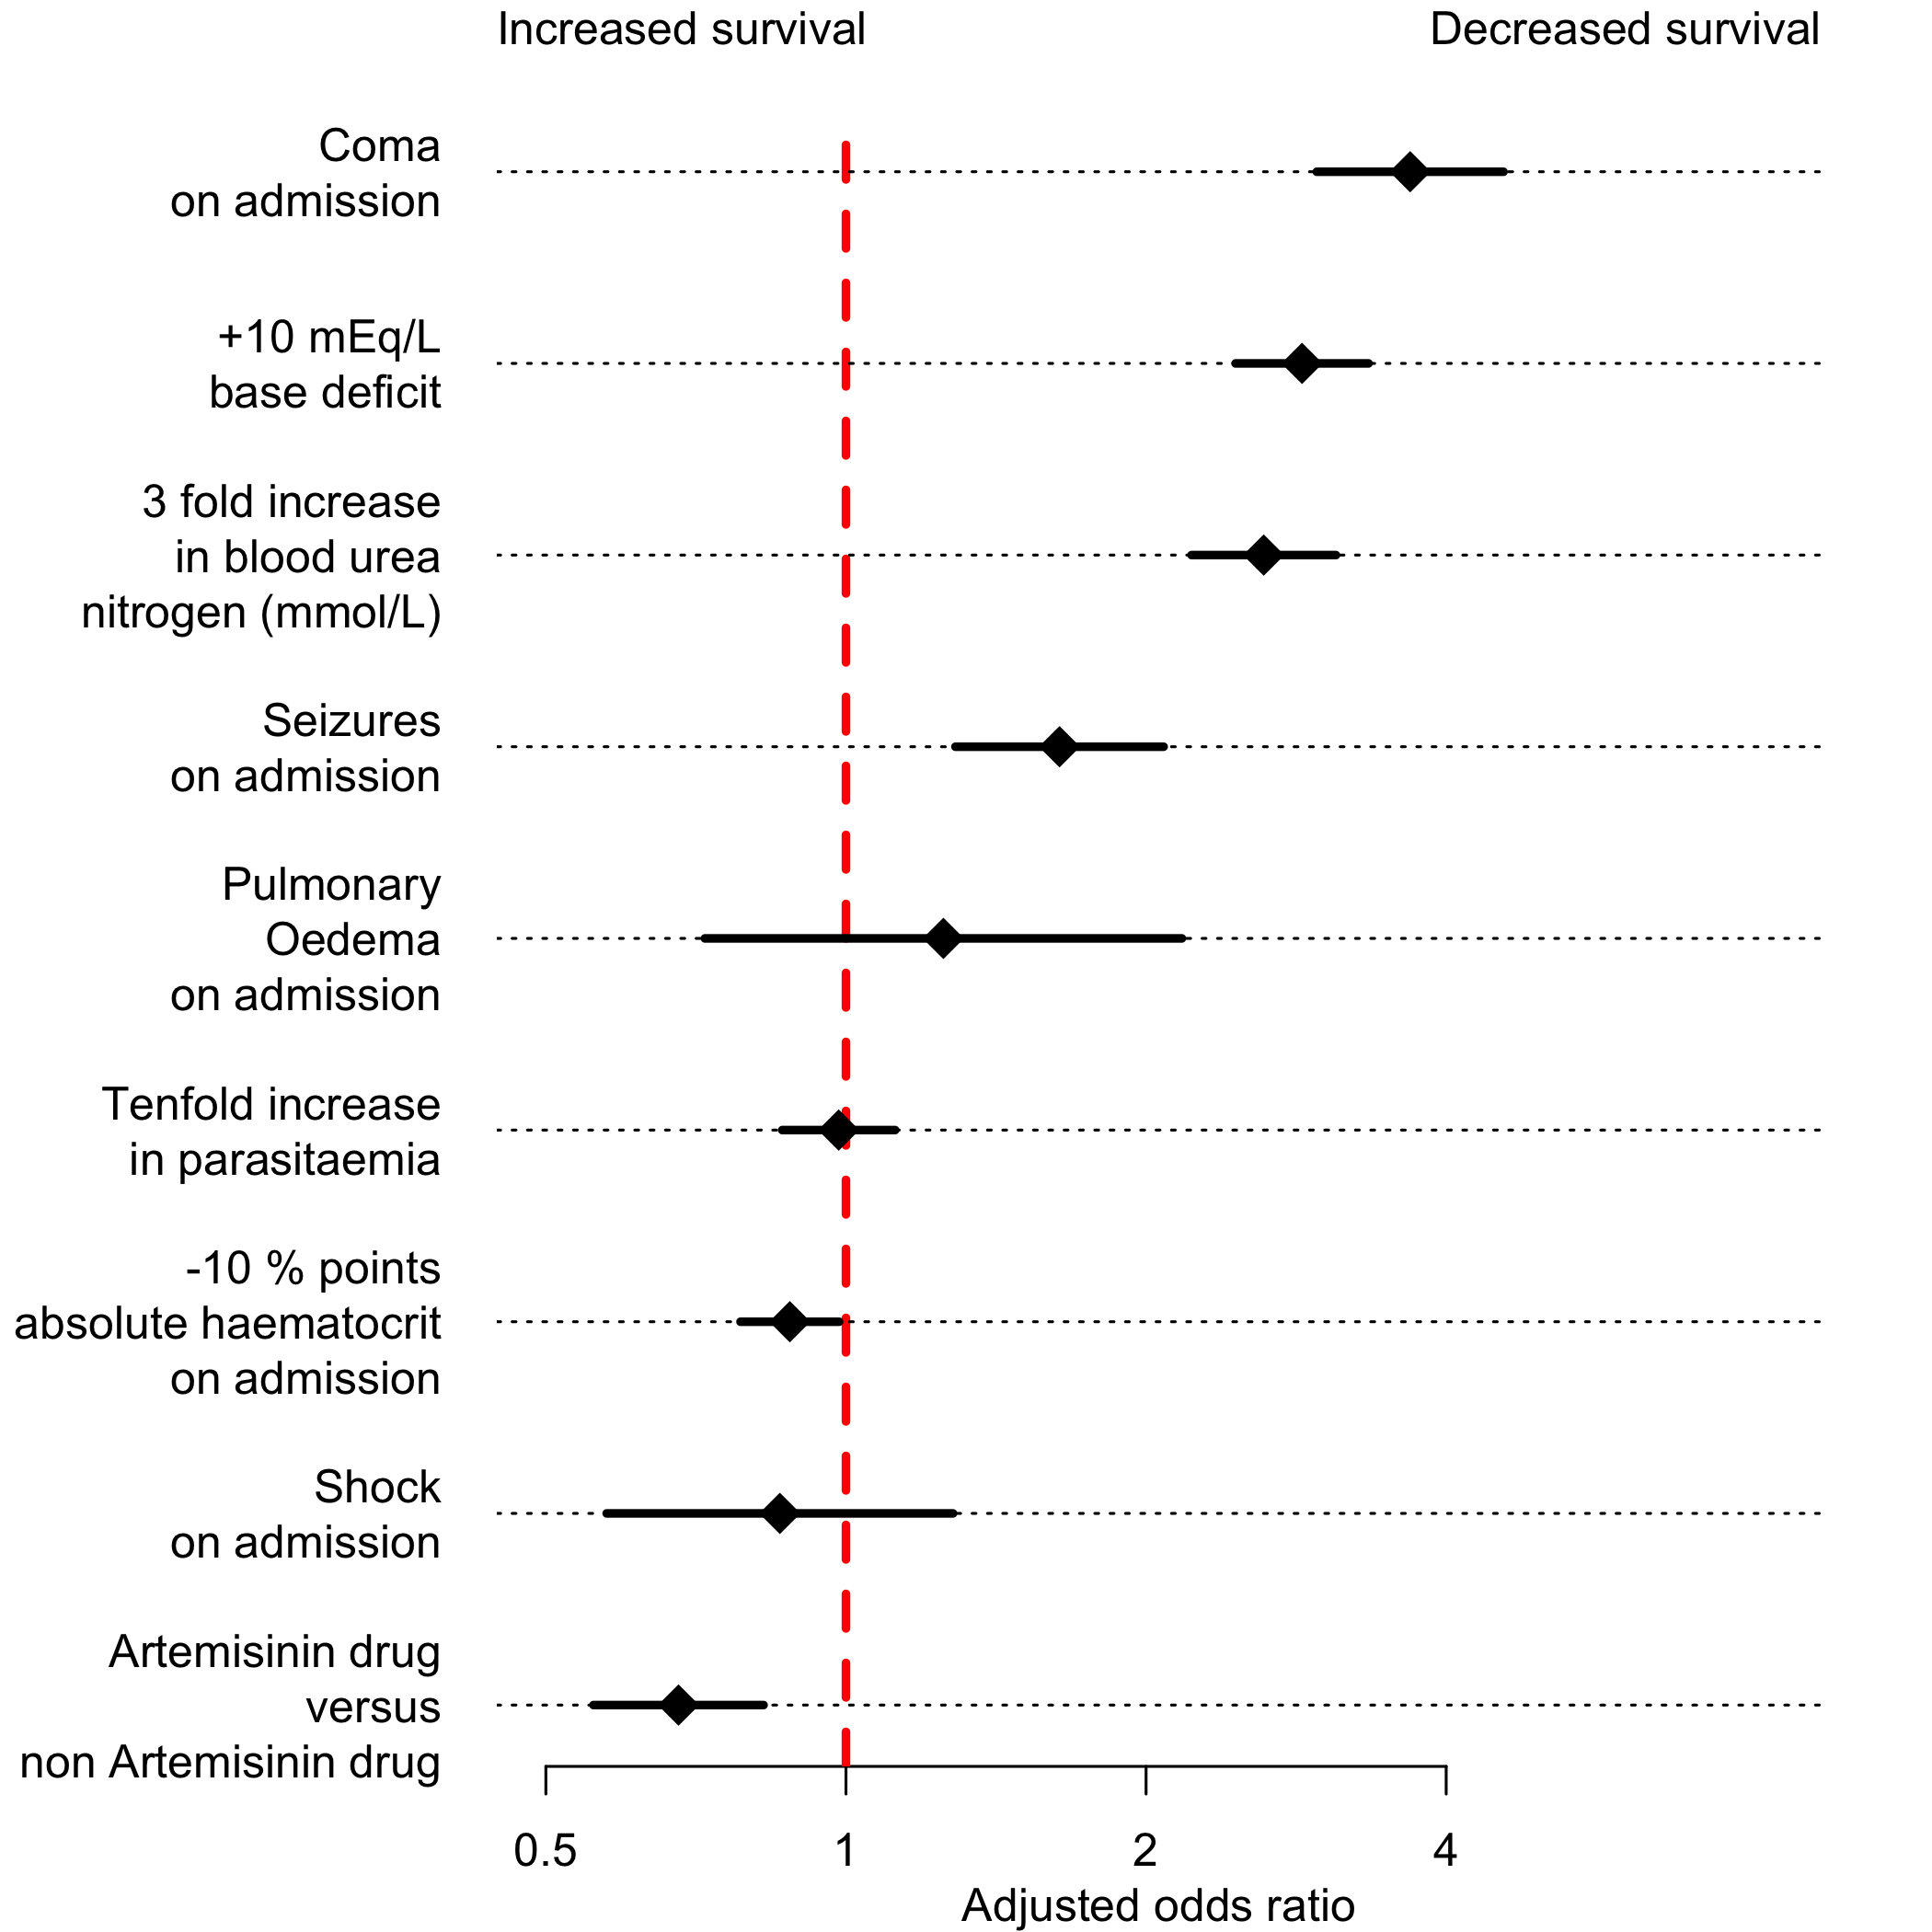 Increased survival
Decreased survival
Coma
on admission
+10 mEq/L
base deficit
3 fold increase
in blood urea
nitrogen (mmol/L)
Seizures
on admission
Pulmonary
Oedema
on admission
Tenfold increase
in parasitaemia
-10 % points
absolute haematocrit
on admission
Shock
on admission
Artemisinin drug
versus
non Artemisinin drug
0.5
1
2
4
Adjusted odds ratio